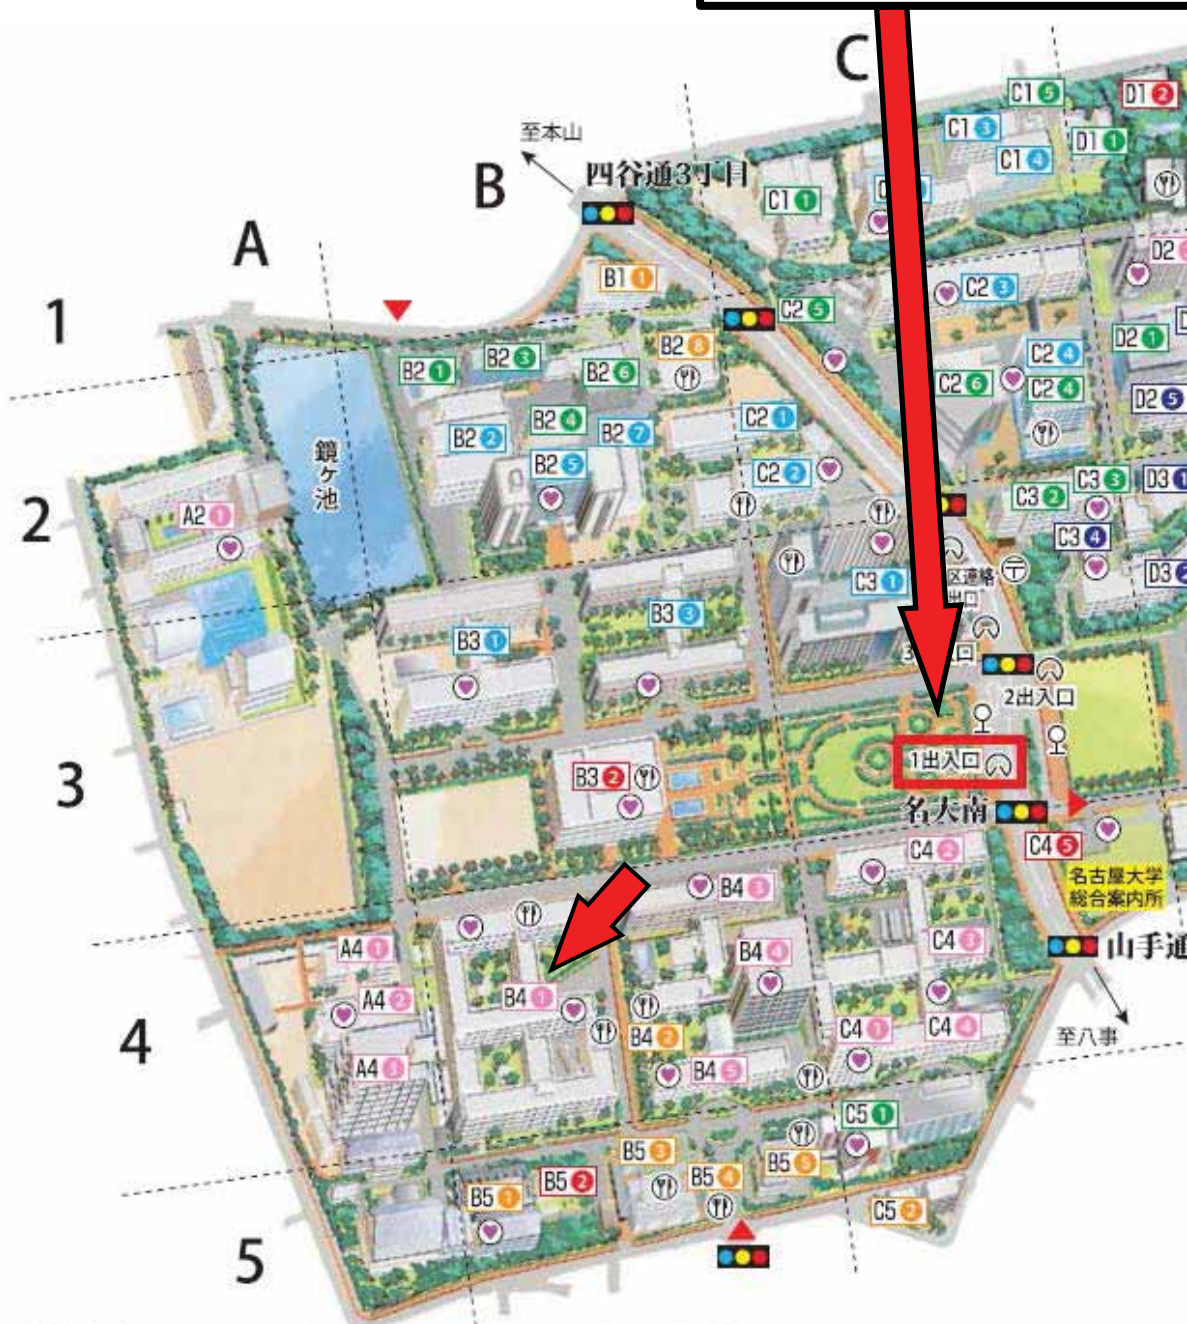 C
C1 5
D1 2
C1 3
D1 1
至本山
C1 4
四谷通3丁目
B
C1 1
A
D2
B1 1
C2 3
1
C2 5
B2 8
D2 1
B2 3
C2 4
B2 1
B2 6
C2 6
C2 4
D2 5
B2 4
C2 1
B2 2
B2 7
鏡ヶ池
B2 5
C2 2
C3 3
D3 1
2
C3 2
A2 1
C3 4
区連絡
C3 1
出口
D3 2
B3 3
B3 1
入口
2出入口
1出入口
3
B3 2
名大南
C4 2
C4 5
名古屋大学
総合案内所
B4 3
A4 1
B4 4
C4 3
山手通
B4 1
A4 2
4
B4 2
C4 1
C4 4
至八事
A4 3
B4 5
C5 1
B5 3
B5 2
B5 4
B5 5
B5 1
C5 2
5